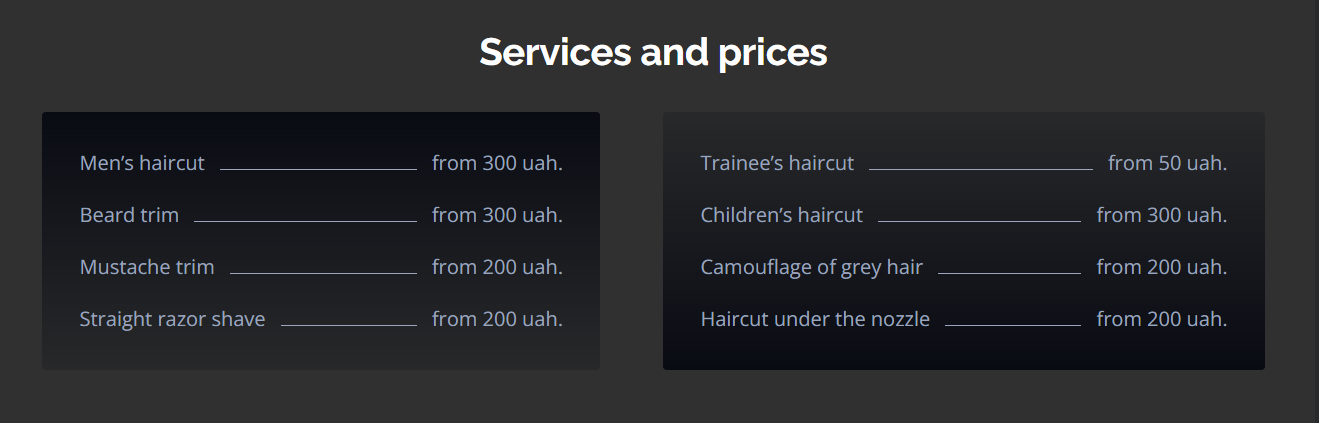 Services and prices
Men’s haircut from 300 uah.
Beard trim from 300 uah.
Mustache trim from 200 uah.
Straight razor shave from 200 uah.
Trainee’s haircut from 50 uah.
Children’s haircut from 300 uah.
Camouflage of grey hair from 200 uah.
Haircut under the nozzle from 200 uah.